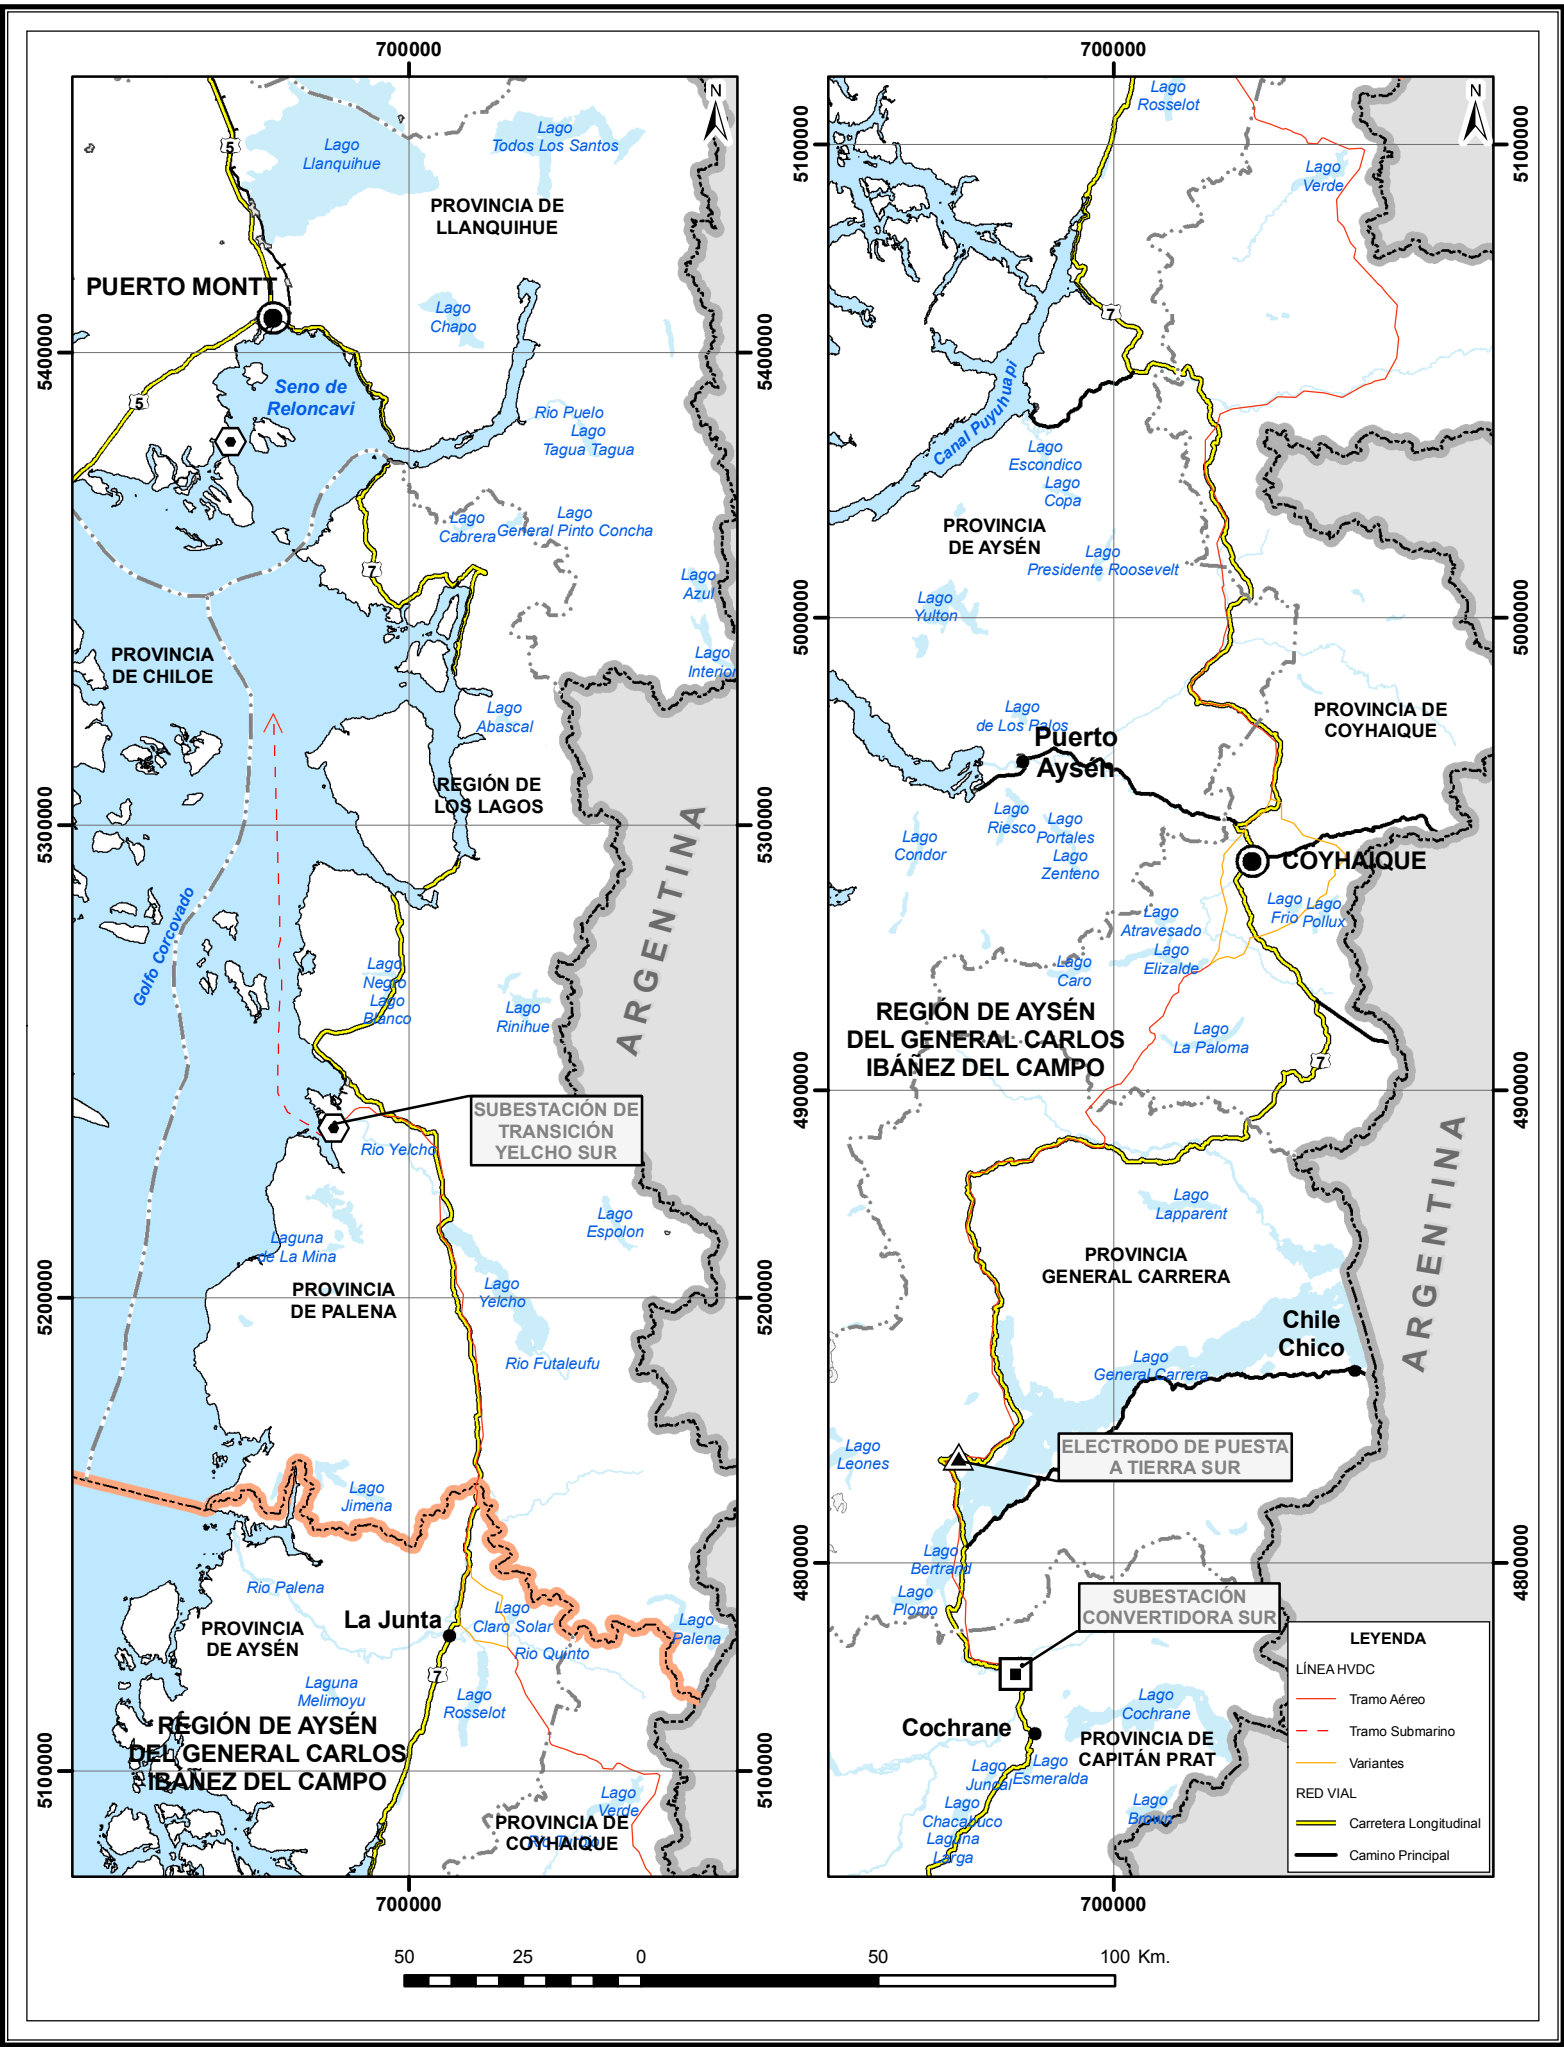 700000
700000
N
N
5
Lago
Llanquihue
Lago
Todos Los Santos
PROVINCIA DE
LLANQUIHUE
PUERTO MONTT
Lago
Chapo
5400000
5400000
Seno de
Reloncavi
5
Rio Puelo
Lago
Tagua Tagua
Lago
Cabrera
Lago
General Pinto Concha
7
Lago
Azul
Lago
Interior
PROVINCIA
DE CHILOE
Lago
Abascal
REGIÓN DE
LOS LAGOS
5300000
5300000
ARGENTINA
Golfo Corcovado
Lago
Negro
Lago
Blanco
Lago
Rinihue
SUBESTACIÓN DE
TRANSICIÓN
YELCHO SUR
Rio Yelcho
Lago
Espolon
Laguna
de La Mina
PROVINCIA
DE PALENA
Lago
Yelcho
5200000
5200000
Rio Futaleufu
Lago
Jimena
Rio Palena
La Junta
Lago
Claro Solar
Lago
Palena
PROVINCIA
DE AYSÉN
Rio Quinto
7
Laguna
Melimoyu
Lago
Rosselot
REGIÓN DE AYSÉN
DEL GENERAL CARLOS
IBÁÑEZ DEL CAMPO
5100000
5100000
Lago
Verde
PROVINCIA DE
COYHAIQUE
700000
Lago
Rosselot
5100000
5100000
Lago
Verde
7
Canal Puyuhuapi
Lago
Escondico
Lago
Copa
PROVINCIA
DE AYSÉN
Lago
Presidente Roosevelt
Lago
Yulton
5000000
5000000
Lago
de Los Palos
Puerto
Aysén
PROVINCIA DE
COYHAIQUE
Lago
Riesco
Lago
Portales
Lago
Zenteno
Lago
Condor
COYHAIQUE
Lago
Frio
Lago
Pollux
Lago
Atravesado
Lago
Elizalde
Lago
Caro
REGIÓN DE AYSÉN
DEL GENERAL CARLOS
IBÁÑEZ DEL CAMPO
Lago
La Paloma
7
4900000
4900000
ARGENTINA
Lago
Lapparent
PROVINCIA
GENERAL CARRERA
Chile
Chico
Lago
General Carrera
Lago
Leones
ELECTRODO DE PUESTA
A TIERRA SUR
4800000
4800000
Lago
Bertrand
Lago
Plomo
SUBESTACIÓN
CONVERTIDORA SUR
Cochrane
Lago
Cochrane
PROVINCIA DE
CAPITÁN PRAT
Lago
Juncal
Lago
Esmeralda
Lago
Chacabuco
Laguna
Larga
Lago
Brown
LEYENDA
LÍNEA HVDC
Tramo Aéreo
Tramo Submarino
Variantes
RED VIAL
Carretera Longitudinal
Camino Principal
700000
50 25 0 50 100 Km.